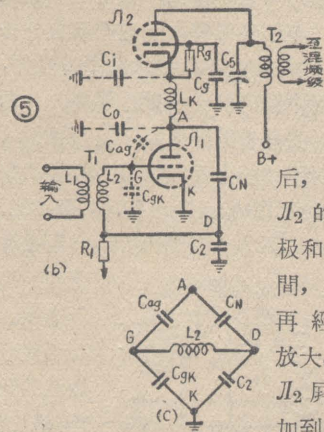 Л2
T2
至混频级
Ci
Rg
Cg
C5
LK
⑤
Co
A
B+
Cag
Л1
T1
输入
L1
L2
G
CgK
K
CN
D
R1
C2
(b)
A
Cag
CN
G
L2
D
CgK
C2
K
(C)
后,
Л2的
极和
間,
再經
放大
Л2屏
加到